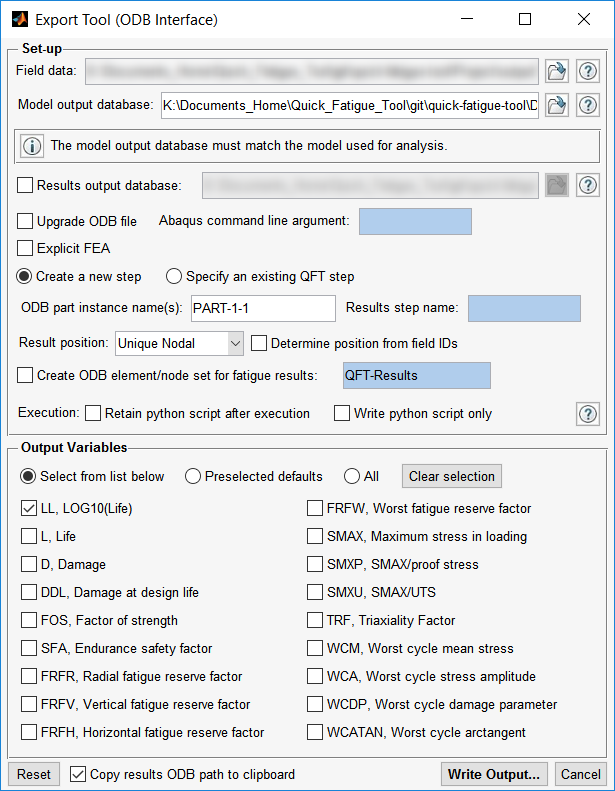 Export Tool (ODB Interface)
Set-up
Field data:
Model output database: K:\Documents_Home\Quick_Fatigue_Tool\git\quick-fatigue-tool\D
The model output database must match the model used for analysis.
Results output database:
Upgrade ODB file Abaqus command line argument:
Explicit FEA
Create a new step Specify an existing QFT step
ODB part instance name(s): PART-1-1 Results step name:
Result position: Unique Nodal Determine position from field IDs
Create ODB element/node set for fatigue results: QFT-Results
Execution: Retain python script after execution Write python script only
Output Variables
Select from list below Preselected defaults All Clear selection
LL, LOG10(Life) FRFW, Worst fatigue reserve factor
L, Life SMAX, Maximum stress in loading
D, Damage SMXP, SMAX/proof stress
DDL, Damage at design life SMXU, SMAX/UTS
FOS, Factor of strength TRF, Triaxiality Factor
SFA, Endurance safety factor WCM, Worst cycle mean stress
FRFR, Radial fatigue reserve factor WCA, Worst cycle stress amplitude
FRFV, Vertical fatigue reserve factor WCDP, Worst cycle damage parameter
FRFH, Horizontal fatigue reserve factor WCATAN, Worst cycle arctangent
Reset Copy results ODB path to clipboard Write Output... Cancel